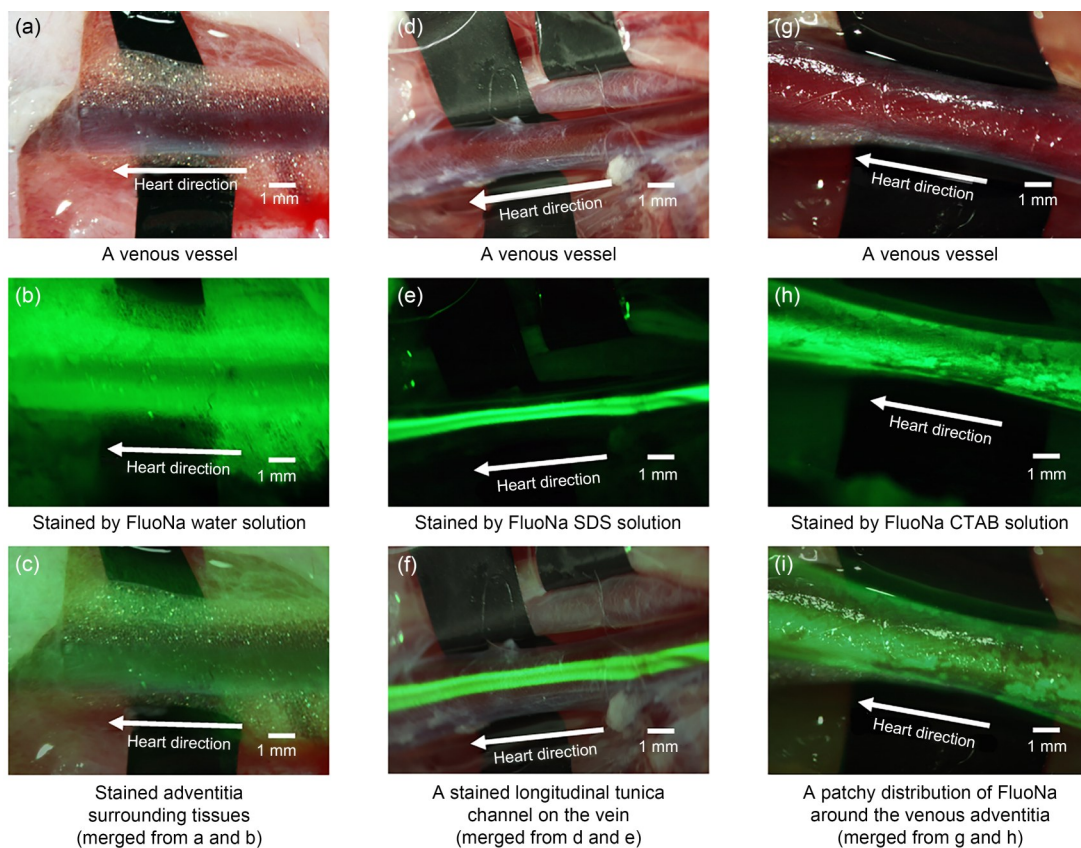 (a)
Heart direction
1 mm
A venous vessel
(d)
Heart direction
1 mm
A venous vessel
(g)
Heart direction
1 mm
A venous vessel
(b)
Heart direction
1 mm
Stained by FluoNa water solution
(e)
Heart direction
1 mm
Stained by FluoNa SDS solution
(h)
Heart direction
1 mm
Stained by FluoNa CTAB solution
(c)
Heart direction
1 mm
Stained adventitia
surrounding tissues
(merged from a and b)
(f)
Heart direction
1 mm
A stained longitudinal tunica
channel on the vein
(merged from d and e)
(i)
Heart direction
1 mm
A patchy distribution of FluoNa
around the venous adventitia
(merged from g and h)